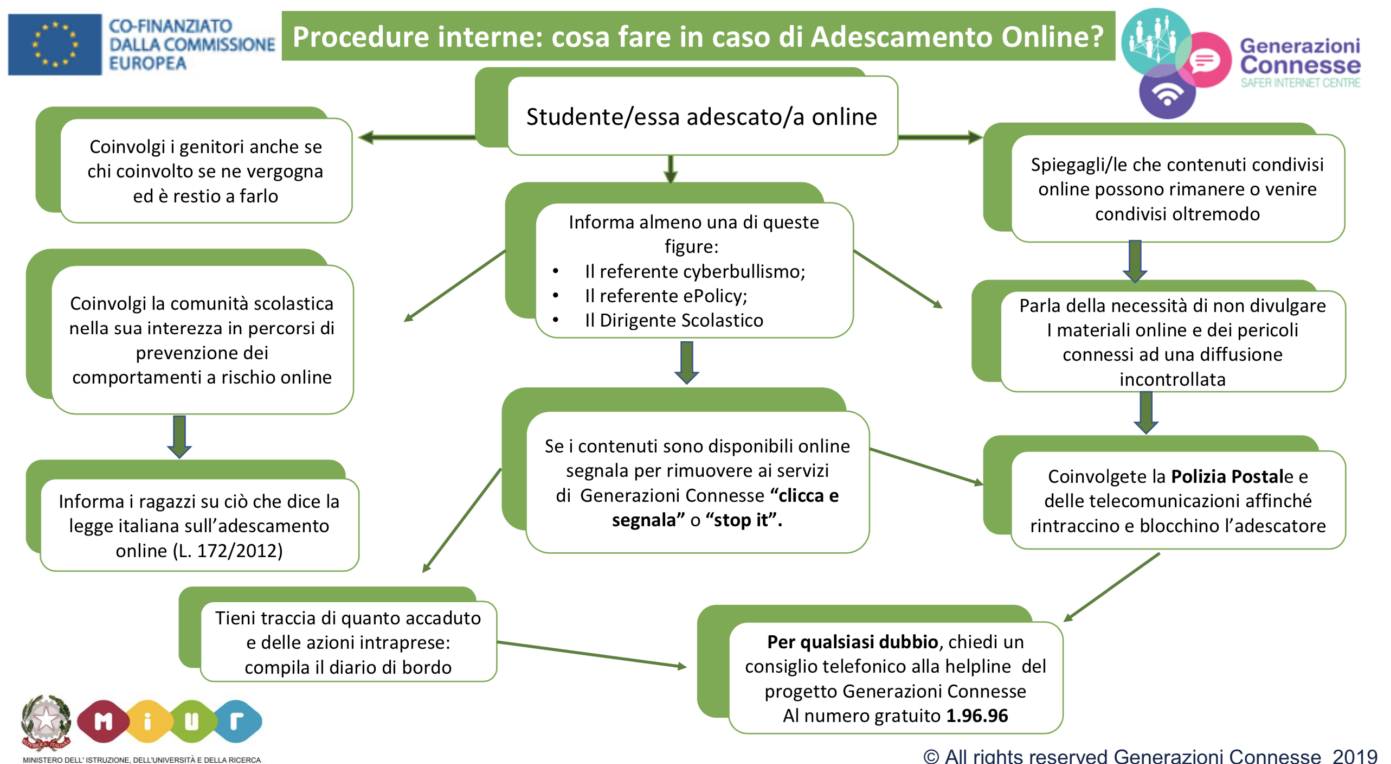 CO-FINANZIATO
DALLA COMMISSIONE
EUROPEA
Procedure interne: cosa fare in caso di Adescamento Online?
Generazioni
Connesse
SAFER INTERNET CENTRE
Studente/essa adescato/a online
Coinvolgi i genitori anche se
chi coinvolto se ne vergogna
ed è restio a farlo
Informa almeno una di queste
figure:
• Il referente cyberbullismo;
• Il referente ePolicy;
• Il Dirigente Scolastico
Spiegagli/le che contenuti condivisi
online possono rimanere o venire
condivisi oltremodo
Coinvolgi la comunità scolastica
nella sua interezza in percorsi di
prevenzione dei
comportamenti a rischio online
Parla della necessità di non divulgare
I materiali online e dei pericoli
connessi ad una diffusione
incontrollata
Informa i ragazzi su ciò che dice la
legge italiana sull'adescamento
online (L. 172/2012)
Se i contenuti sono disponibili online
segnala per rimuovere ai servizi
di Generazioni Connesse “clicca e
segnala” o “stop it”.
Coinvolgete la Polizia Postale e
delle telecomunicazioni affinché
rintraccino e blocchino l'adescatore
Tieni traccia di quanto accaduto
e delle azioni intraprese:
compila il diario di bordo
Per qualsiasi dubbio, chiedi un
consiglio telefonico alla helpline del
progetto Generazioni Connesse
Al numero gratuito 1.96.96
MIUR
MINISTERO DELL' ISTRUZIONE, DELL'UNIVERSITÀ E DELLA RICERCA
© All rights reserved Generazioni Connesse 2019